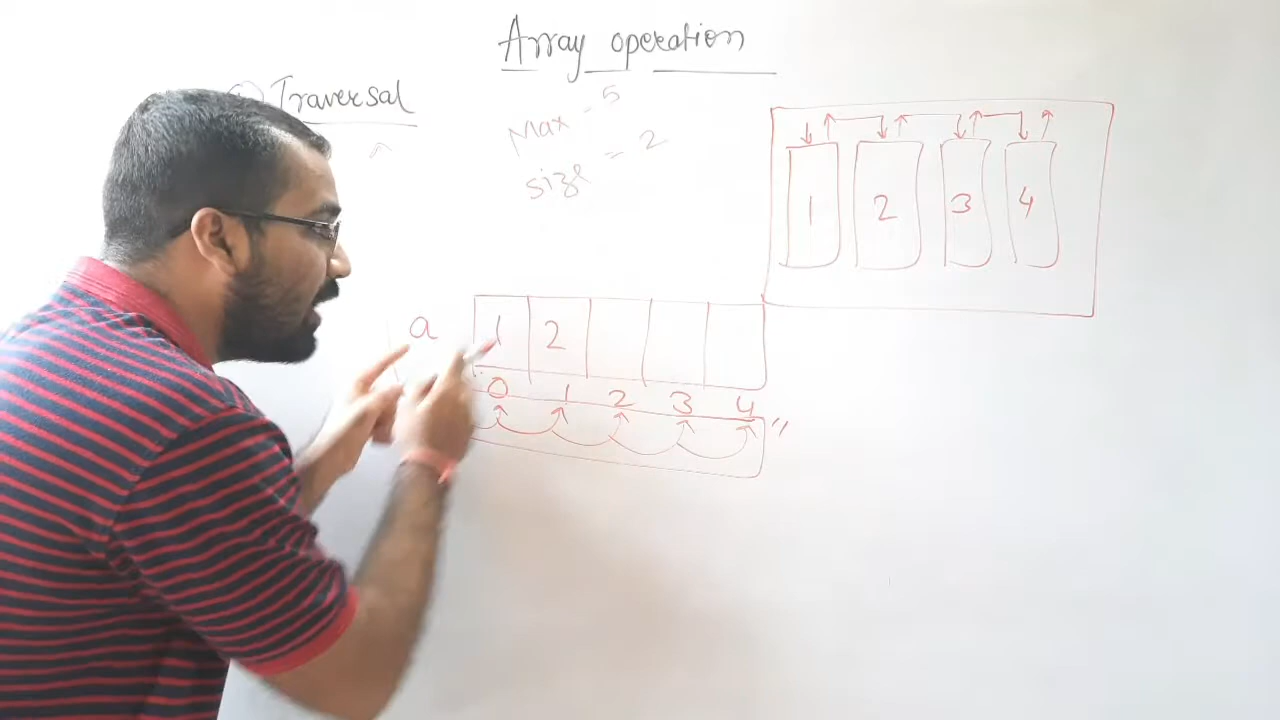 Array operation
Traversal
Max - 5
size = 2
1 2 3 4
a 1 2
0 1 2 3 4